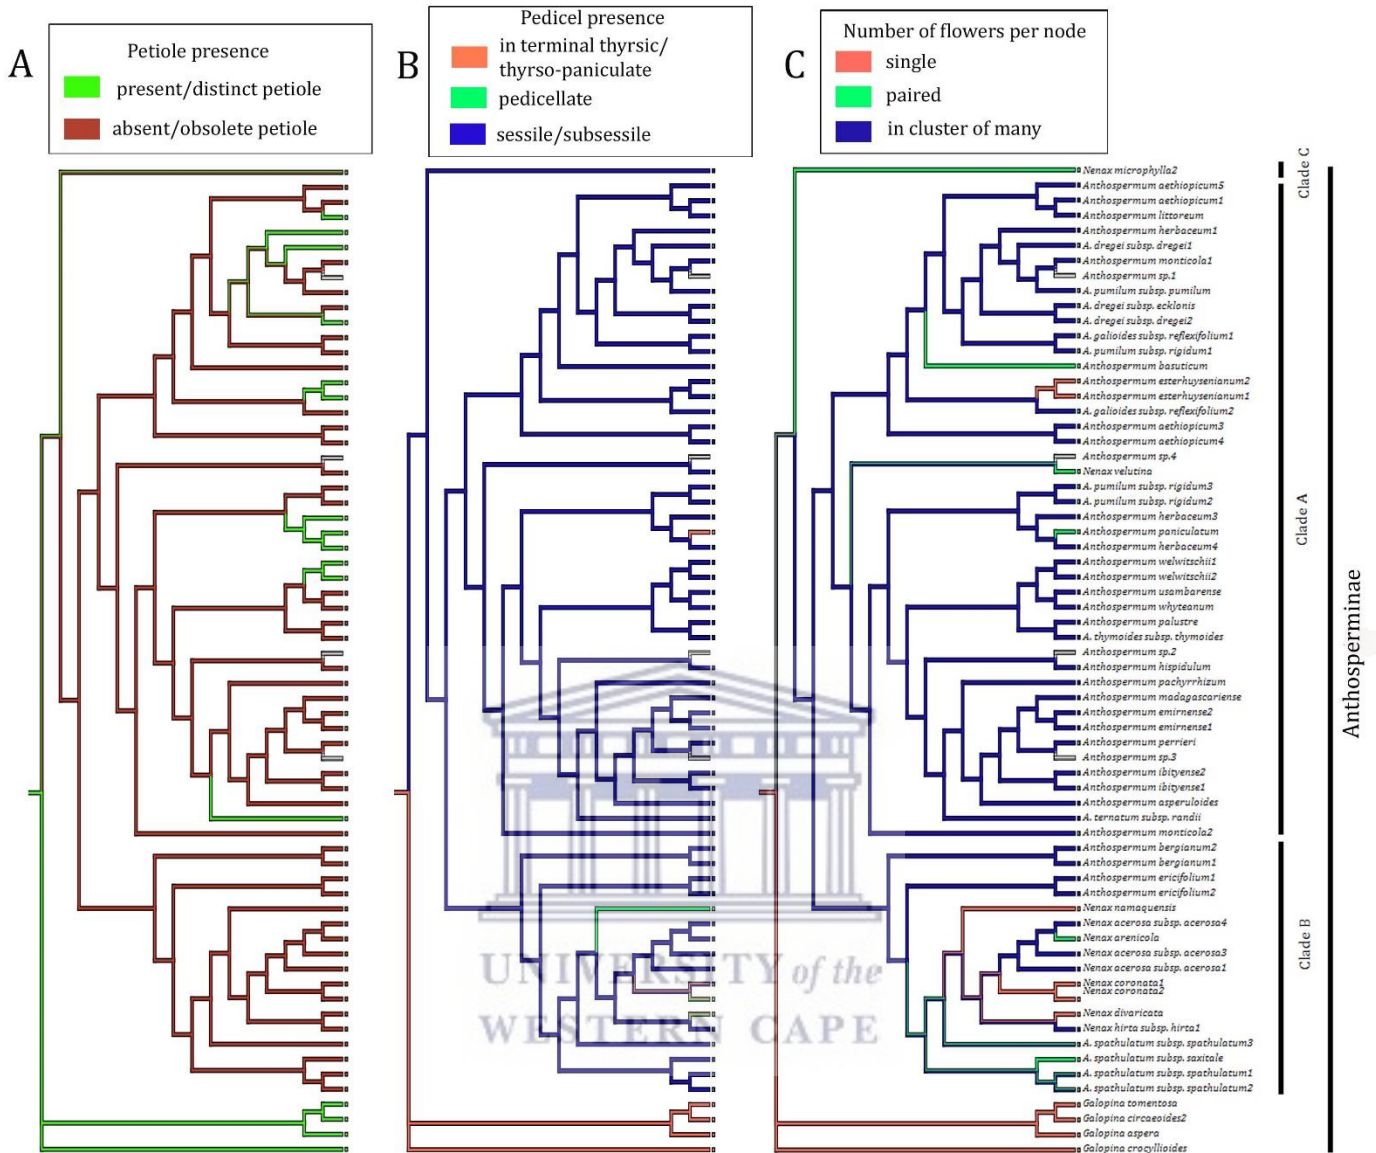 A
Petiole presence
present/distinct petiole
absent/obsolete petiole
B
Pedicel presence
in terminal thyrsic/
thyrso-paniculate
pedicellate
sessile/subsessile
C
Number of flowers per node
single
paired
in cluster of many
Nenax microphylla2
Anthospermum aethiopicum5
Anthospermum aethiopicum1
Anthospermum littoreum
Anthospermum herbaceum1
A. dregei subsp. dregei1
Anthospermum monticola1
Anthospermum sp.1
A. pumilum subsp. pumilum
A. dregei subsp. ecklonis
A. dregei subsp. dregei2
A. galioides subsp. reflexifolium1
A. pumilum subsp. rigidum1
Anthospermum basuticum
Anthospermum esterhuysenianum2
Anthospermum esterhuysenianum1
A. galioides subsp. reflexifolium2
Anthospermum aethiopicum3
Anthospermum aethiopicum4
Anthospermum sp.4
Nenax velutina
A. pumilum subsp. rigidum3
A. pumilum subsp. rigidum2
Anthospermum herbaceum3
Anthospermum paniculatum
Anthospermum herbaceum4
Anthospermum welwitschii1
Anthospermum welwitschii2
Anthospermum usambarense
Anthospermum whyteanum
Anthospermum palustre
A. thymoides subsp. thymoides
Anthospermum sp.2
Anthospermum hispidulum
Anthospermum pachyrrhizum
Anthospermum madagascariense
Anthospermum emirnense2
Anthospermum emirnense1
Anthospermum perrieri
Anthospermum sp.3
Anthospermum ibityense2
Anthospermum ibityense1
Anthospermum asperuloides
A. ternatum subsp. randii
Anthospermum monticola2
Anthospermum bergianum2
Anthospermum bergianum1
Anthospermum ericifolium1
Anthospermum ericifolium2
Nenax namaquensis
Nenax acerosa subsp. acerosa4
Nenax arenicola
Nenax acerosa subsp. acerosa3
Nenax acerosa subsp. acerosa1
Nenax coronata1
Nenax coronata2
Nenax divaricata
Nenax hirta subsp. hirta1
A. spathulatum subsp. spathulatum3
A. spathulatum subsp. saxitale
A. spathulatum subsp. spathulatum1
A. spathulatum subsp. spathulatum2
Galopina tomentosa
Galopina circaeoides2
Galopina aspera
Galopina crocyllioides
Clade C
Clade A
Clade B
Anthosperminae
UNIVERSITY of the
WESTERN CAPE